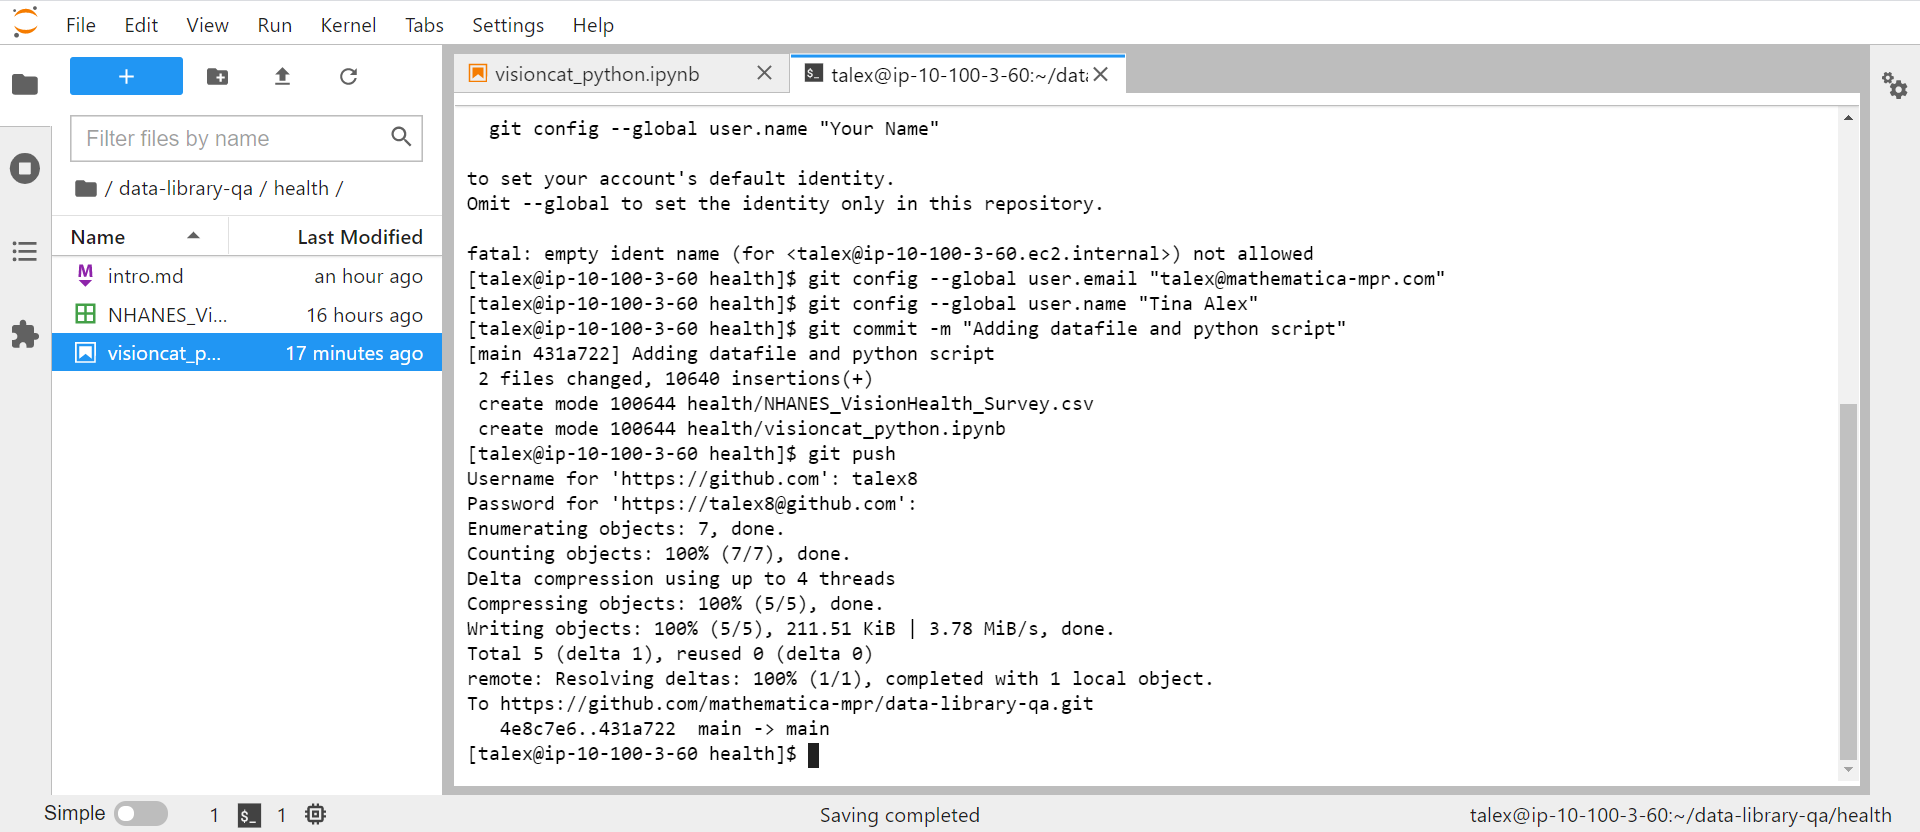 File Edit View Run Kernel Tabs Settings Help
+
Filter files by name
/ data-library-qa / health /
Name Last Modified
M intro.md an hour ago
NHANES_Vi... 16 hours ago
visioncat_p... 17 minutes ago
visioncat_python.ipynb
$_ talex@ip-10-100-3-60:~/data
git config --global user.name "Your Name"
to set your account's default identity.
Omit --global to set the identity only in this repository.
fatal: empty ident name (for <talex@ip-10-100-3-60.ec2.internal>) not allowed
[talex@ip-10-100-3-60 health]$ git config --global user.email "talex@mathematica-mpr.com"
[talex@ip-10-100-3-60 health]$ git config --global user.name "Tina Alex"
[talex@ip-10-100-3-60 health]$ git commit -m "Adding datafile and python script"
[main 431a722] Adding datafile and python script
2 files changed, 10640 insertions(+)
create mode 100644 health/NHANES_VisionHealth_Survey.csv
create mode 100644 health/visioncat_python.ipynb
[talex@ip-10-100-3-60 health]$ git push
Username for 'https://github.com': talex8
Password for 'https://talex8@github.com':
Enumerating objects: 7, done.
Counting objects: 100% (7/7), done.
Delta compression using up to 4 threads
Compressing objects: 100% (5/5), done.
Writing objects: 100% (5/5), 211.51 KiB | 3.78 MiB/s, done.
Total 5 (delta 1), reused 0 (delta 0)
remote: Resolving deltas: 100% (1/1), completed with 1 local object.
To https://github.com/mathematica-mpr/data-library-qa.git
4e8c7e6..431a722  main -> main
[talex@ip-10-100-3-60 health]$
Simple 1 $_ 1 Saving completed talex@ip-10-100-3-60:~/data-library-qa/health